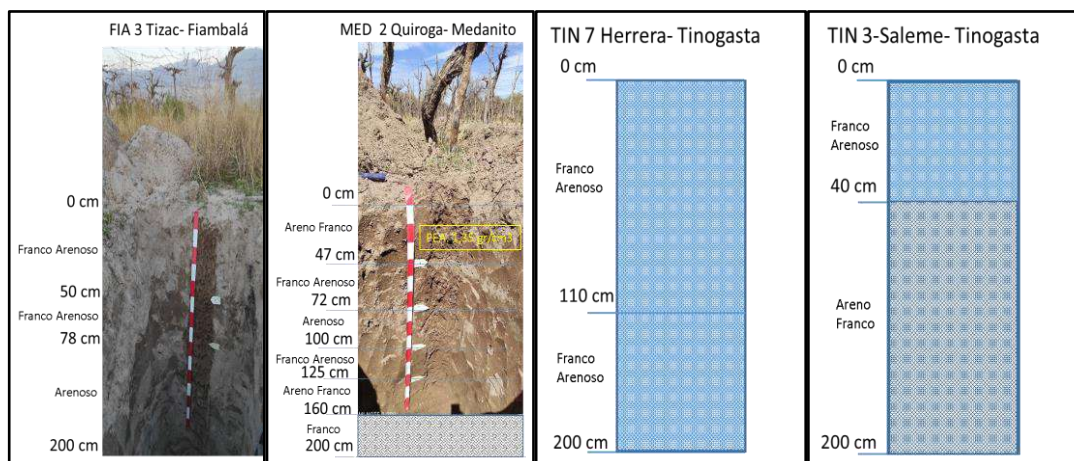 FIA 3 Tizac- Fiambalá
0 cm
Franco Arenoso
50 cm
Franco Arenoso
78 cm
Arenoso
200 cm
MED 2 Quiroga- Medanito
0 cm
Areno Franco
47 cm
Franco Arenoso
72 cm
Arenoso
100 cm
Franco Arenoso
125 cm
Areno Franco
160 cm
Franco
200 cm
TIN 7 Herrera- Tinogasta
0 cm
Franco
Arenoso
110 cm
Franco
Arenoso
200 cm
TIN 3-Saleme- Tinogasta
0 cm
Franco
Arenoso
40 cm
Areno
Franco
200 cm